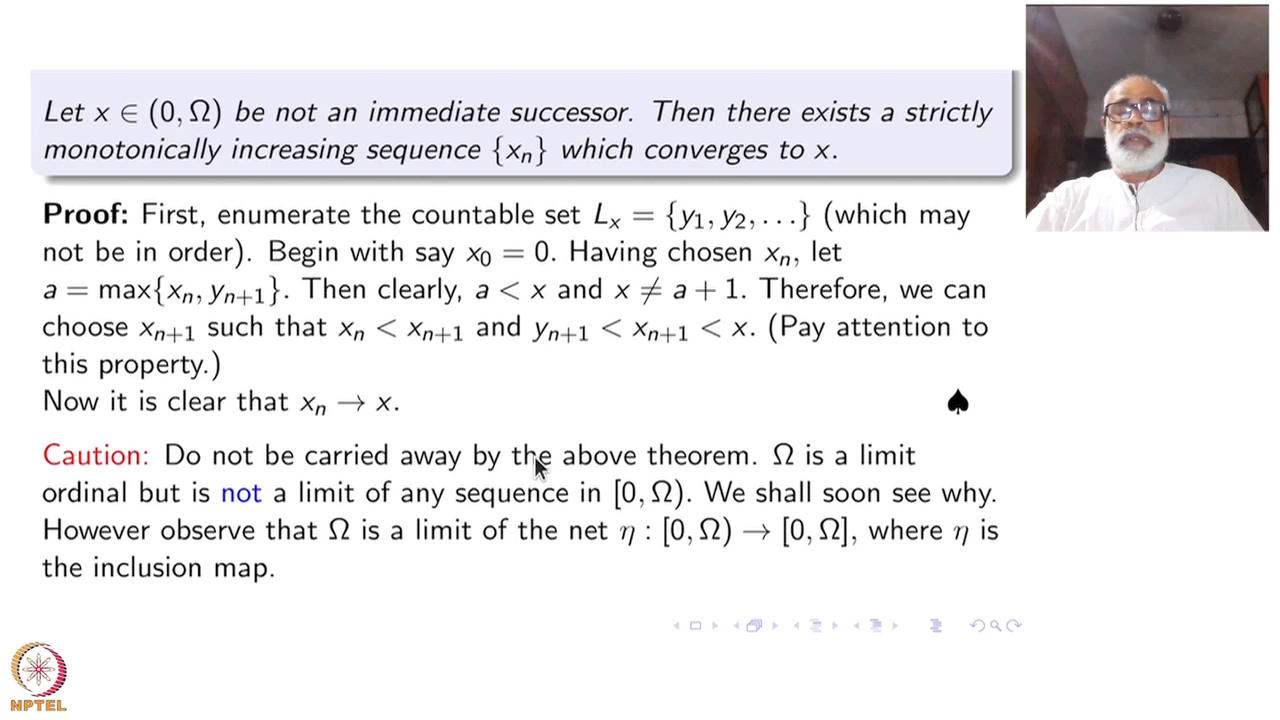 Let x ∈ (0, Ω) be not an immediate successor. Then there exists a strictly
monotonically increasing sequence {xₙ} which converges to x.
Proof: First, enumerate the countable set Lₓ = {y₁, y₂, . . .} (which may
not be in order). Begin with say x₀ = 0. Having chosen xₙ, let
a = max{xₙ, yₙ₊₁}. Then clearly, a < x and x ≠ a + 1. Therefore, we can
choose xₙ₊₁ such that xₙ < xₙ₊₁ and yₙ₊₁ < xₙ₊₁ < x. (Pay attention to
this property.)
Now it is clear that xₙ → x. ♠
Caution: Do not be carried away by the above theorem. Ω is a limit
ordinal but is not a limit of any sequence in [0, Ω). We shall soon see why.
However observe that Ω is a limit of the net η : [0, Ω) → [0, Ω], where η is
the inclusion map.
NPTEL